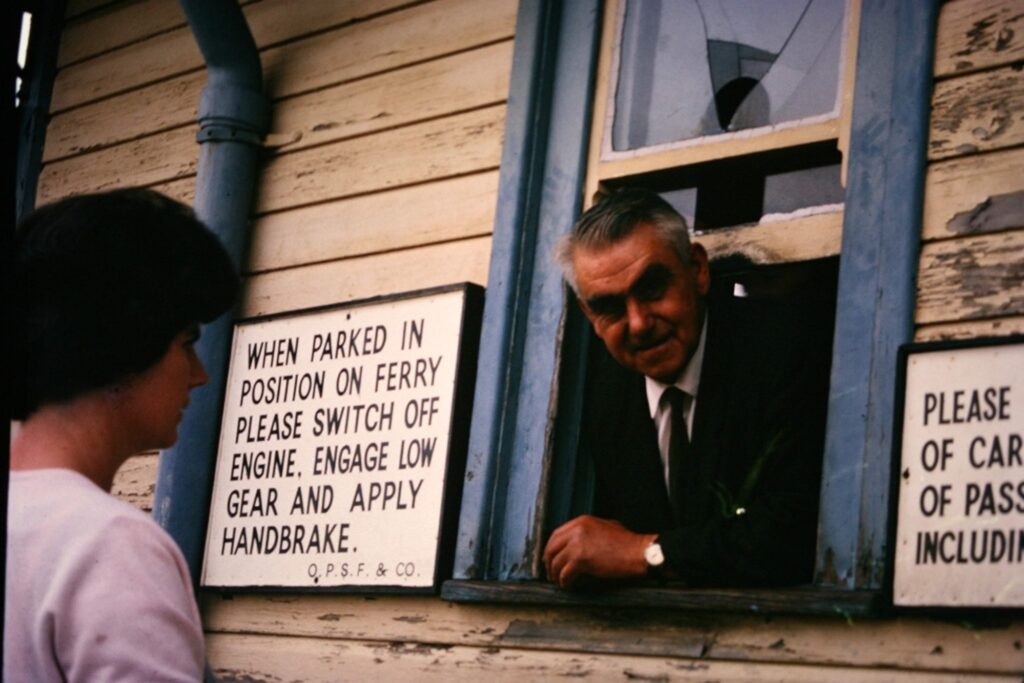 WHEN PARKED IN
POSITION ON FERRY
PLEASE SWITCH OFF
ENGINE, ENGAGE LOW
GEAR AND APPLY
HANDBRAKE.
O.P.S.F. & CO.
PLEASE
OF CAR
OF PASS
INCLUDIN